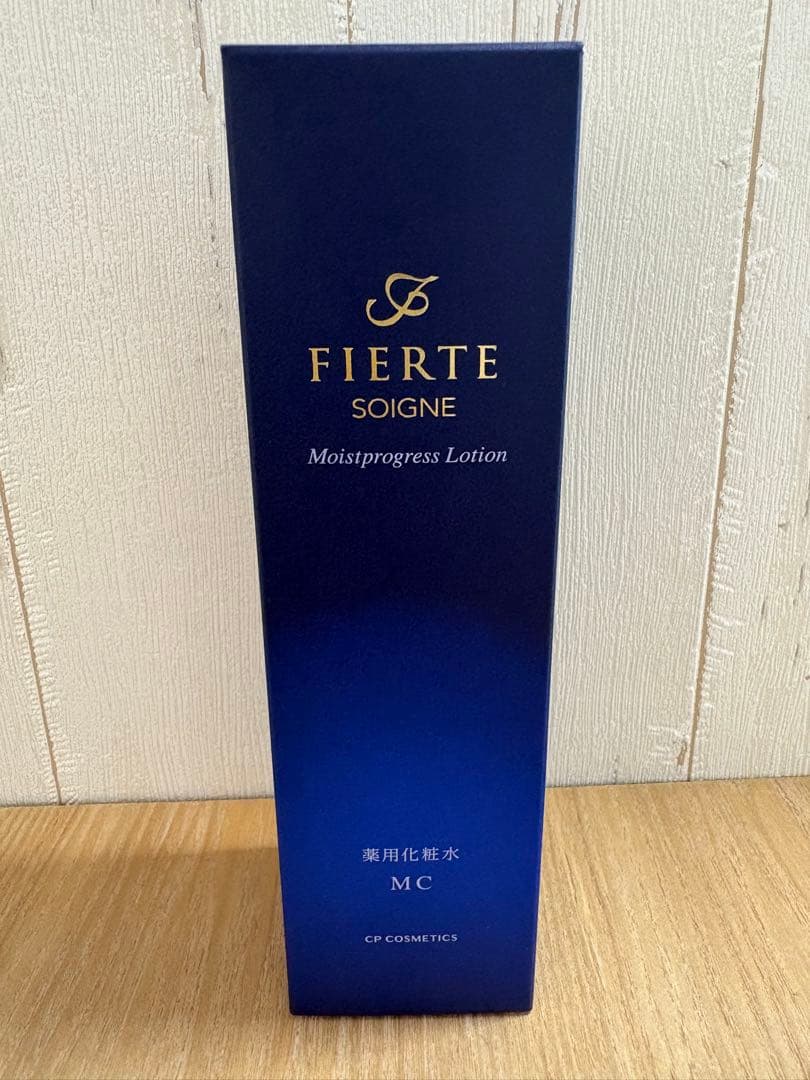 FIERTE
SOIGNE
Moistprogress Lotion
薬用化粧水
MC
CP COSMETICS